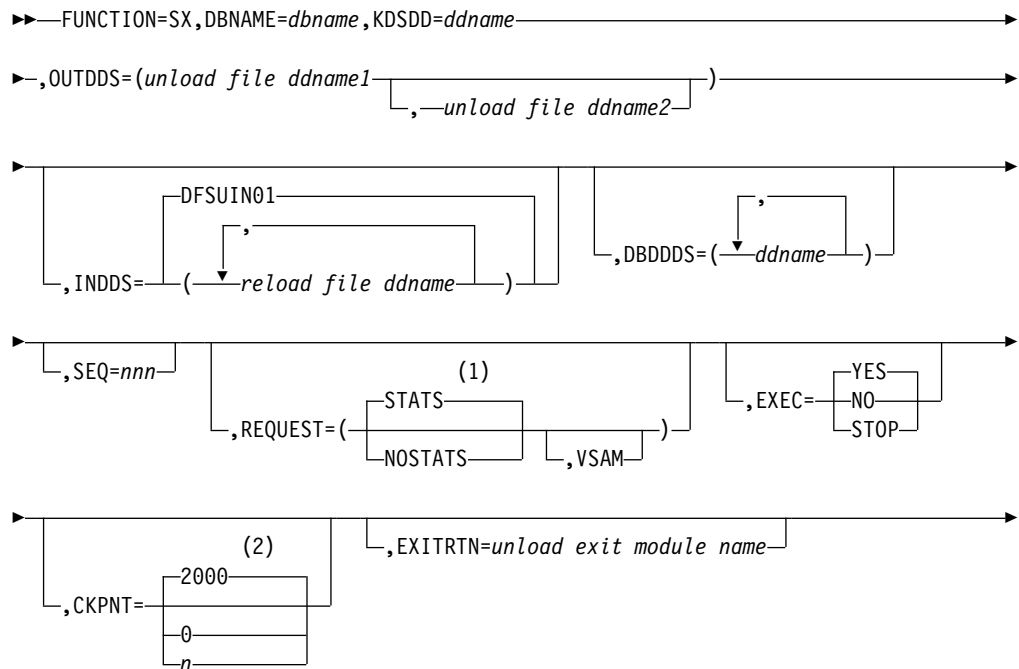 FUNCTION=SX,DBNAME=dbname,KDSDD=ddname
,OUTDDS=(unload file ddname1 )
, unload file ddname2
DFSUIN01
,
,INDDS= ( reload file ddname )
,
,DBDDDS=( ddname )
,SEQ=nnn
(1)
STATS
,REQUEST=( )
NOSTATS
,VSAM
YES
,EXEC= NO
STOP
(2)
2000
,CKPNT=
0
n
,EXITRTN=unload exit module name